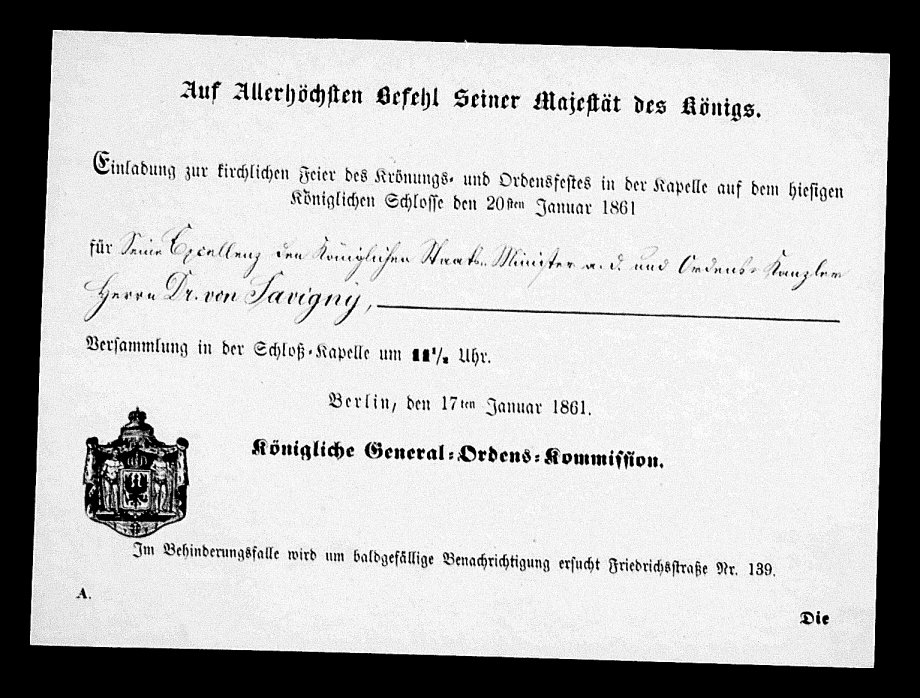 Auf Allerhöchsten Befehl Seiner Majestät des Königs.
Einladung zur kirchlichen Feier des Krönungs- und Ordensfestes in der Kapelle auf dem hiesigen
Königlichen Schlosse den 20sten Januar 1861
für Seine Excellenz den Königlichen Staats-Minister a. d. und Ordens-Kanzler
Herrn Dr. von Savigny,
Versammlung in der Schloß-Kapelle um 11 1/2 Uhr.
Berlin, den 17ten Januar 1861.
Königliche General-Ordens-Kommission.
Im Behinderungsfalle wird um baldgefällige Benachrichtigung ersucht Friedrichsstraße Nr. 139.
A.
Die